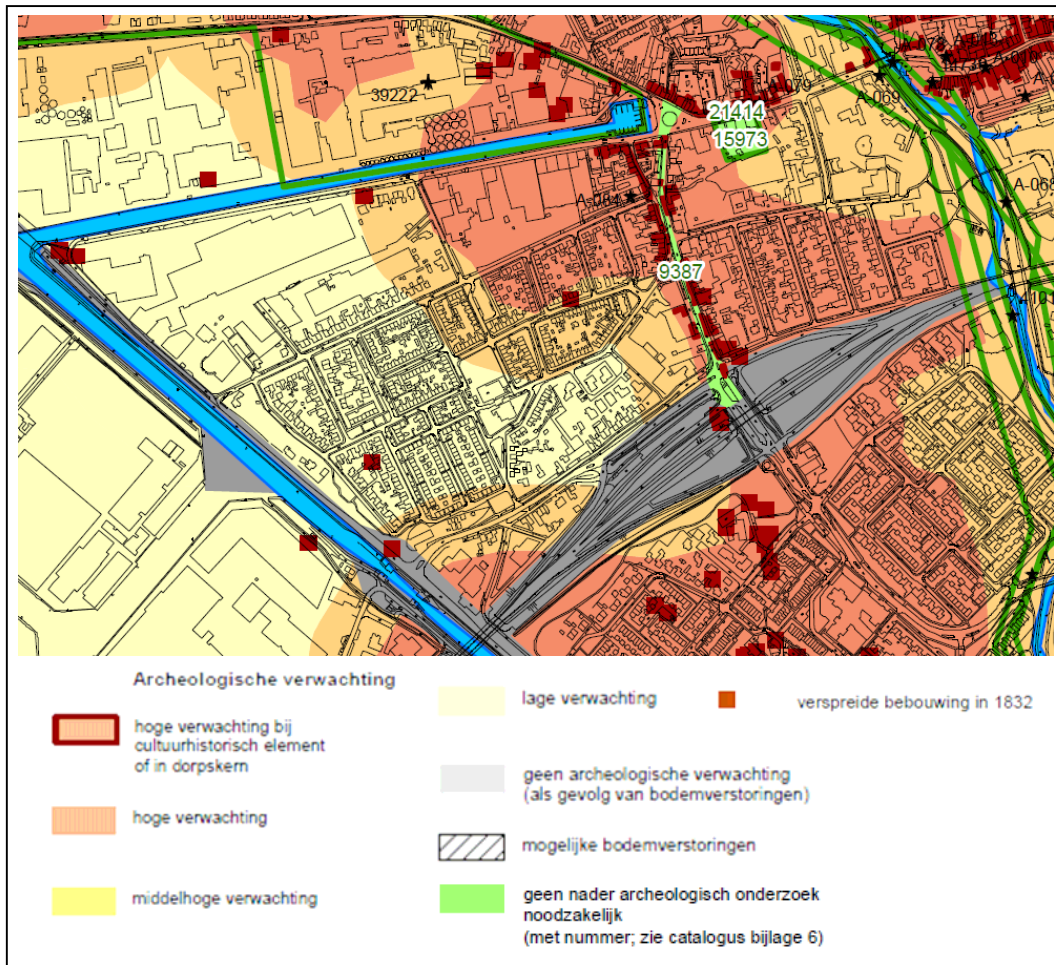 39222
21414
15973
A-079
A-069
A-084
9387
Archeologische verwachting
hoge verwachting bij
cultuurhistorisch element
of in dorpskern
hoge verwachting
middelhoge verwachting
lage verwachting
geen archeologische verwachting
(als gevolg van bodemverstoringen)
mogelijke bodemverstoringen
geen nader archeologisch onderzoek
noodzakelijk
(met nummer; zie catalogus bijlage 6)
verspreide bebouwing in 1832